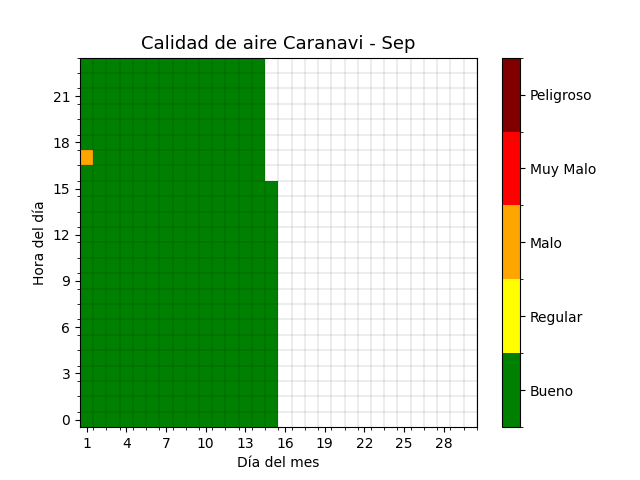 Calidad de aire Caranavi - Sep
Hora del día
21
18
15
12
9
6
3
0
1 4 7 10 13 16 19 22 25 28
Día del mes
Peligroso
Muy Malo
Malo
Regular
Bueno